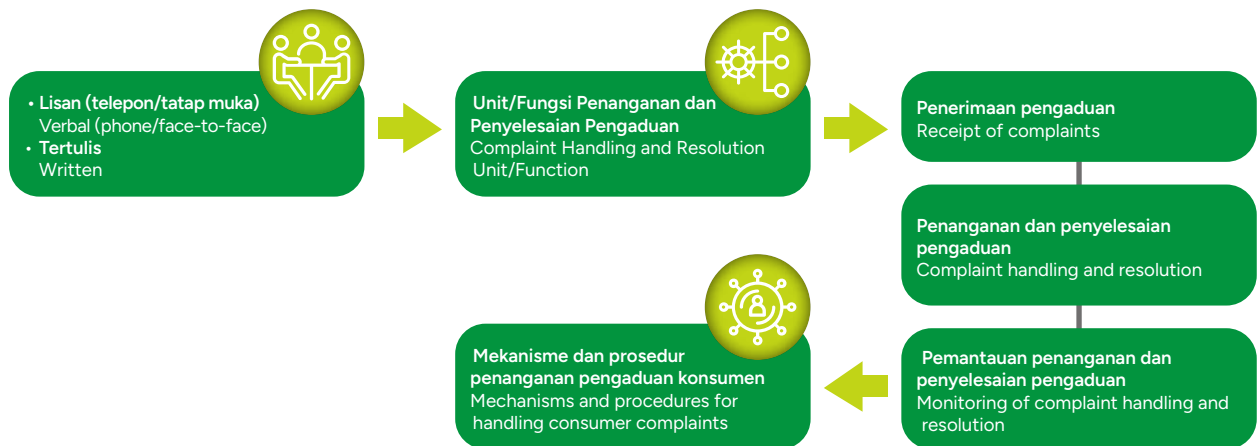 • Lisan (telepon/tatap muka)
Verbal (phone/face-to-face)
• Tertulis
Written
Unit/Fungsi Penanganan dan
Penyelesaian Pengaduan
Complaint Handling and Resolution
Unit/Function
Penerimaan pengaduan
Receipt of complaints
Penanganan dan penyelesaian
pengaduan
Complaint handling and resolution
Pemantauan penanganan dan
penyelesaian pengaduan
Monitoring of complaint handling and
resolution
Mekanisme dan prosedur
penanganan pengaduan konsumen
Mechanisms and procedures for
handling consumer complaints